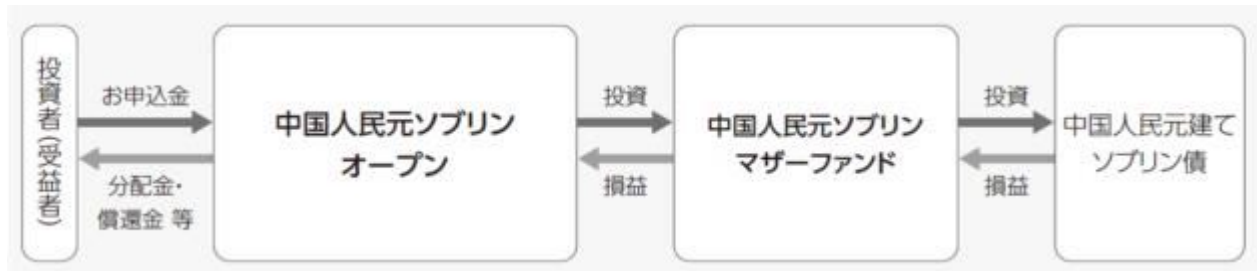 投資者(受益者)
お申込金
分配金・
償還金 等
中国人民元ソブリン
オープン
投資
損益
中国人民元ソブリン
マザーファンド
投資
損益
中国人民元建て
ソブリン債